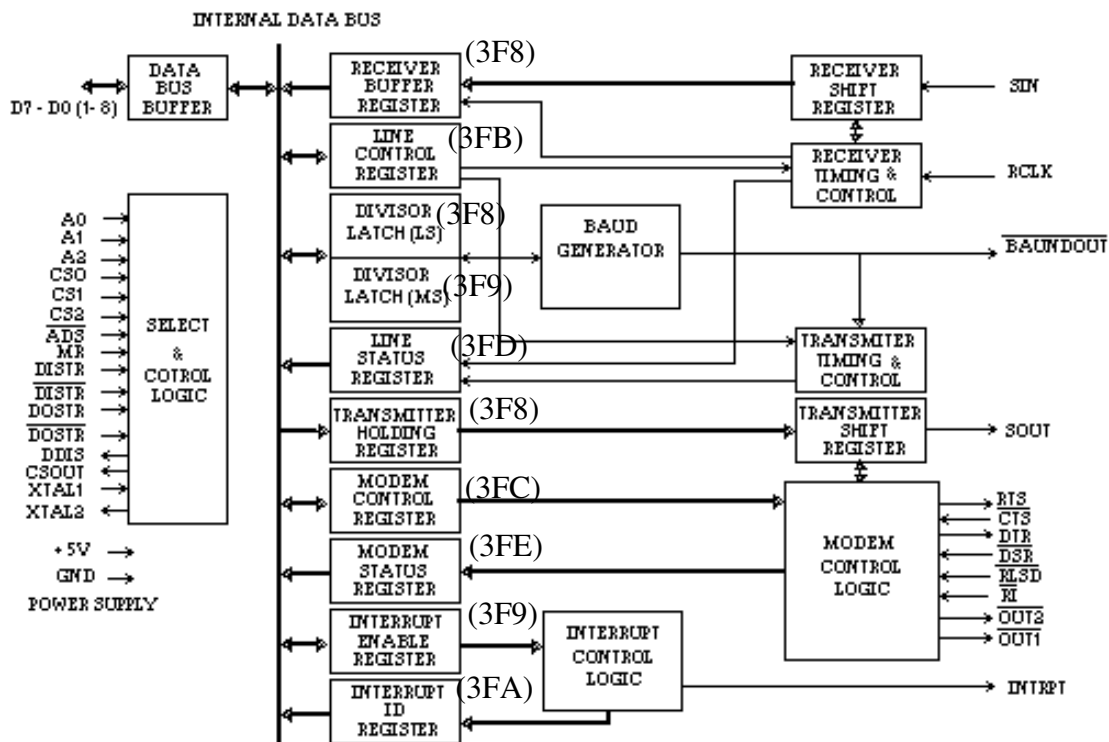 INTERNAL DATA BUS
DATA
BUS
BUFFER
D7 - D0 (1- 8)
RECEIVER
BUFFER
REGISTER
(3F8)
RECEIVER
SHIFT
REGISTER
SIN
LINE
CONTROL
REGISTER
(3FB)
RECEIVER
TIMING &
CONTROL
RCLK
DIVISOR
LATCH (LS)
(3F8)
DIVISOR
LATCH (MS)
(3F9)
BAUD
GENERATOR
BAUNDOUT
A0
A1
A2
CSO
CS1
CS2
ADS
MR
DISTR
DISTR
DOSTR
DOSTR
DDIS
CSOUT
XTAL1
XTAL2
SELECT
&
COTROL
LOGIC
+5V
GND
POWER SUPPLY
LINE
STATUS
REGISTER
(3FD)
TRANSMITER
TIMING &
CONTROL
TRANSMITTER
HOLDING
REGISTER
(3F8)
TRANSMITTER
SHIFT
REGISTER
SOUT
MODEM
CONTROL
REGISTER
(3FC)
MODEM
STATUS
REGISTER
(3FE)
MODEM
CONTROL
LOGIC
RTS
CTS
DTR
DSR
RLSD
RI
OUT2
OUT1
INTERRUPT
ENABLE
REGISTER
(3F9)
INTERRUPT
CONTROL
LOGIC
INTRPT
INTERRUPT
ID
REGISTER
(3FA)